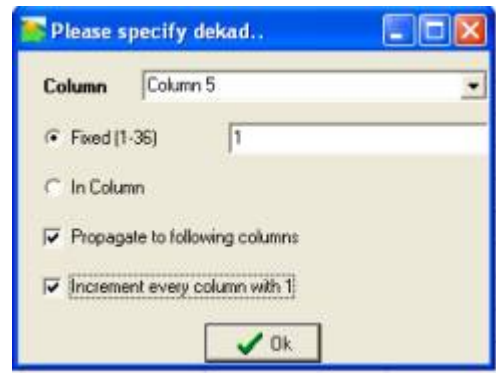 Please specify dekad..
Column Column 5
Fixed (1-36) 1
In Column
Propagate to following columns
Increment every column with 1
Ok